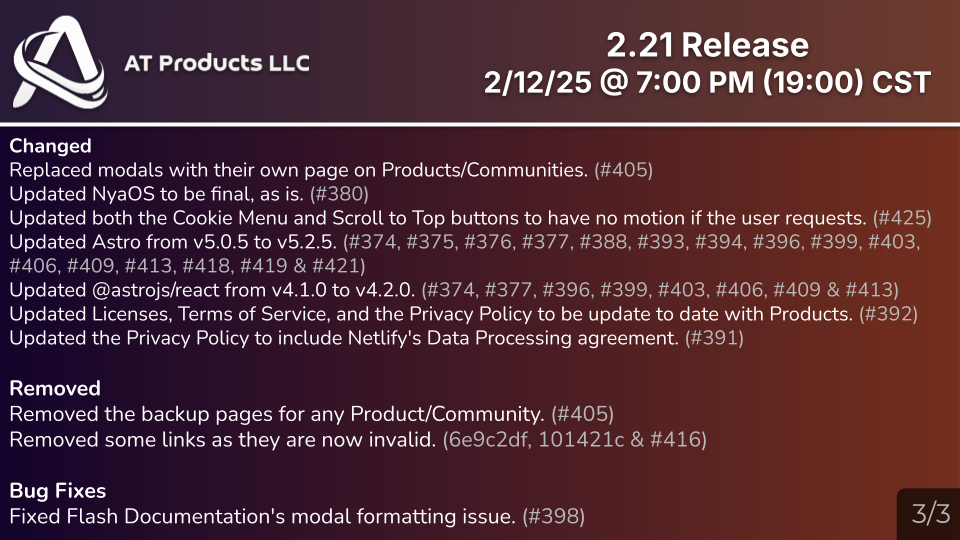 AT Products LLC
2.21 Release
2/12/25 @ 7:00 PM (19:00) CST
Changed
Replaced modals with their own page on Products/Communities. (#405)
Updated NyaOS to be final, as is. (#380)
Updated both the Cookie Menu and Scroll to Top buttons to have no motion if the user requests. (#425)
Updated Astro from v5.0.5 to v5.2.5. (#374, #375, #376, #377, #388, #393, #394, #396, #399, #403,
#406, #409, #413, #418, #419 & #421)
Updated @astrojs/react from v4.1.0 to v4.2.0. (#374, #377, #396, #399, #403, #406, #409 & #413)
Updated Licenses, Terms of Service, and the Privacy Policy to be update to date with Products. (#392)
Updated the Privacy Policy to include Netlify's Data Processing agreement. (#391)
Removed
Removed the backup pages for any Product/Community. (#405)
Removed some links as they are now invalid. (6e9c2df, 101421c & #416)
Bug Fixes
Fixed Flash Documentation's modal formatting issue. (#398)
3/3